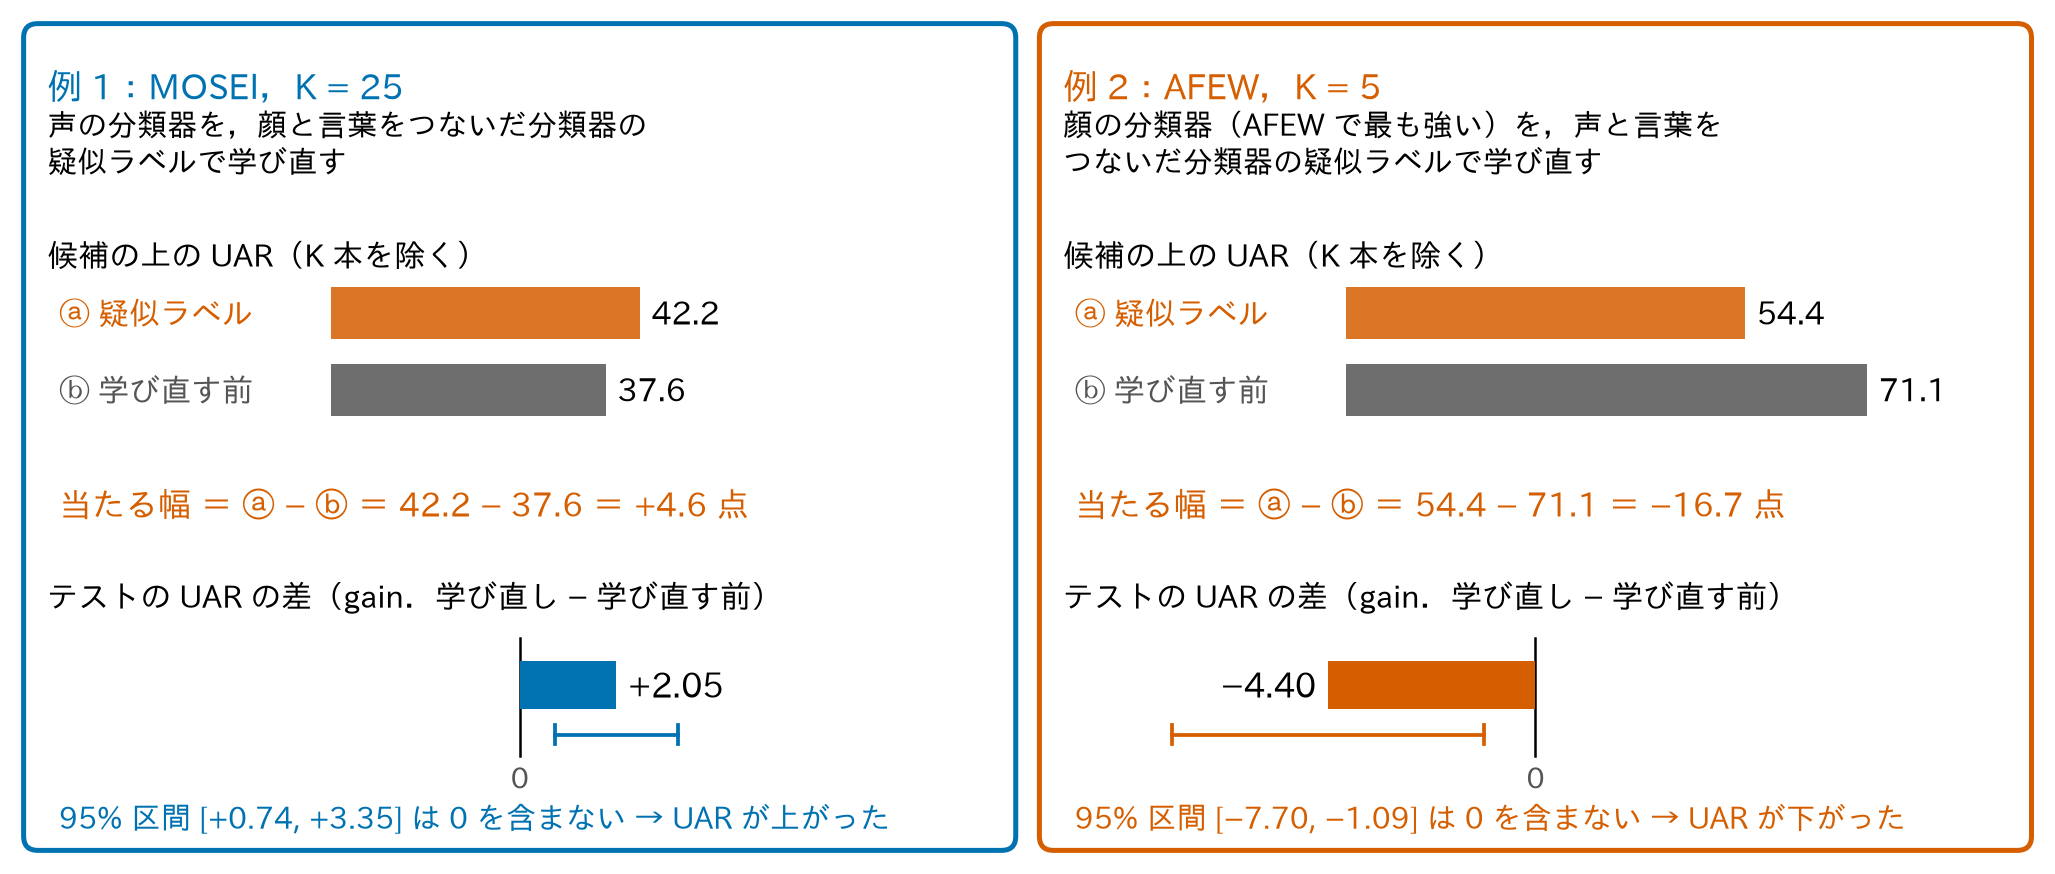 例 1：MOSEI，K = 25
声の分類器を，顔と言葉をつないだ分類器の
疑似ラベルで学び直す
候補の上の UAR（K 本を除く）
ⓐ 疑似ラベル 42.2
ⓑ 学び直す前 37.6
当たる幅 = ⓐ − ⓑ = 42.2 − 37.6 = +4.6 点
テストの UAR の差（gain．学び直し − 学び直す前）
+2.05
0
95% 区間 [+0.74, +3.35] は 0 を含まない → UAR が上がった
例 2：AFEW，K = 5
顔の分類器（AFEW で最も強い）を，声と言葉を
つないだ分類器の疑似ラベルで学び直す
候補の上の UAR（K 本を除く）
ⓐ 疑似ラベル 54.4
ⓑ 学び直す前 71.1
当たる幅 = ⓐ − ⓑ = 54.4 − 71.1 = −16.7 点
テストの UAR の差（gain．学び直し − 学び直す前）
−4.40
0
95% 区間 [−7.70, −1.09] は 0 を含まない → UAR が下がった